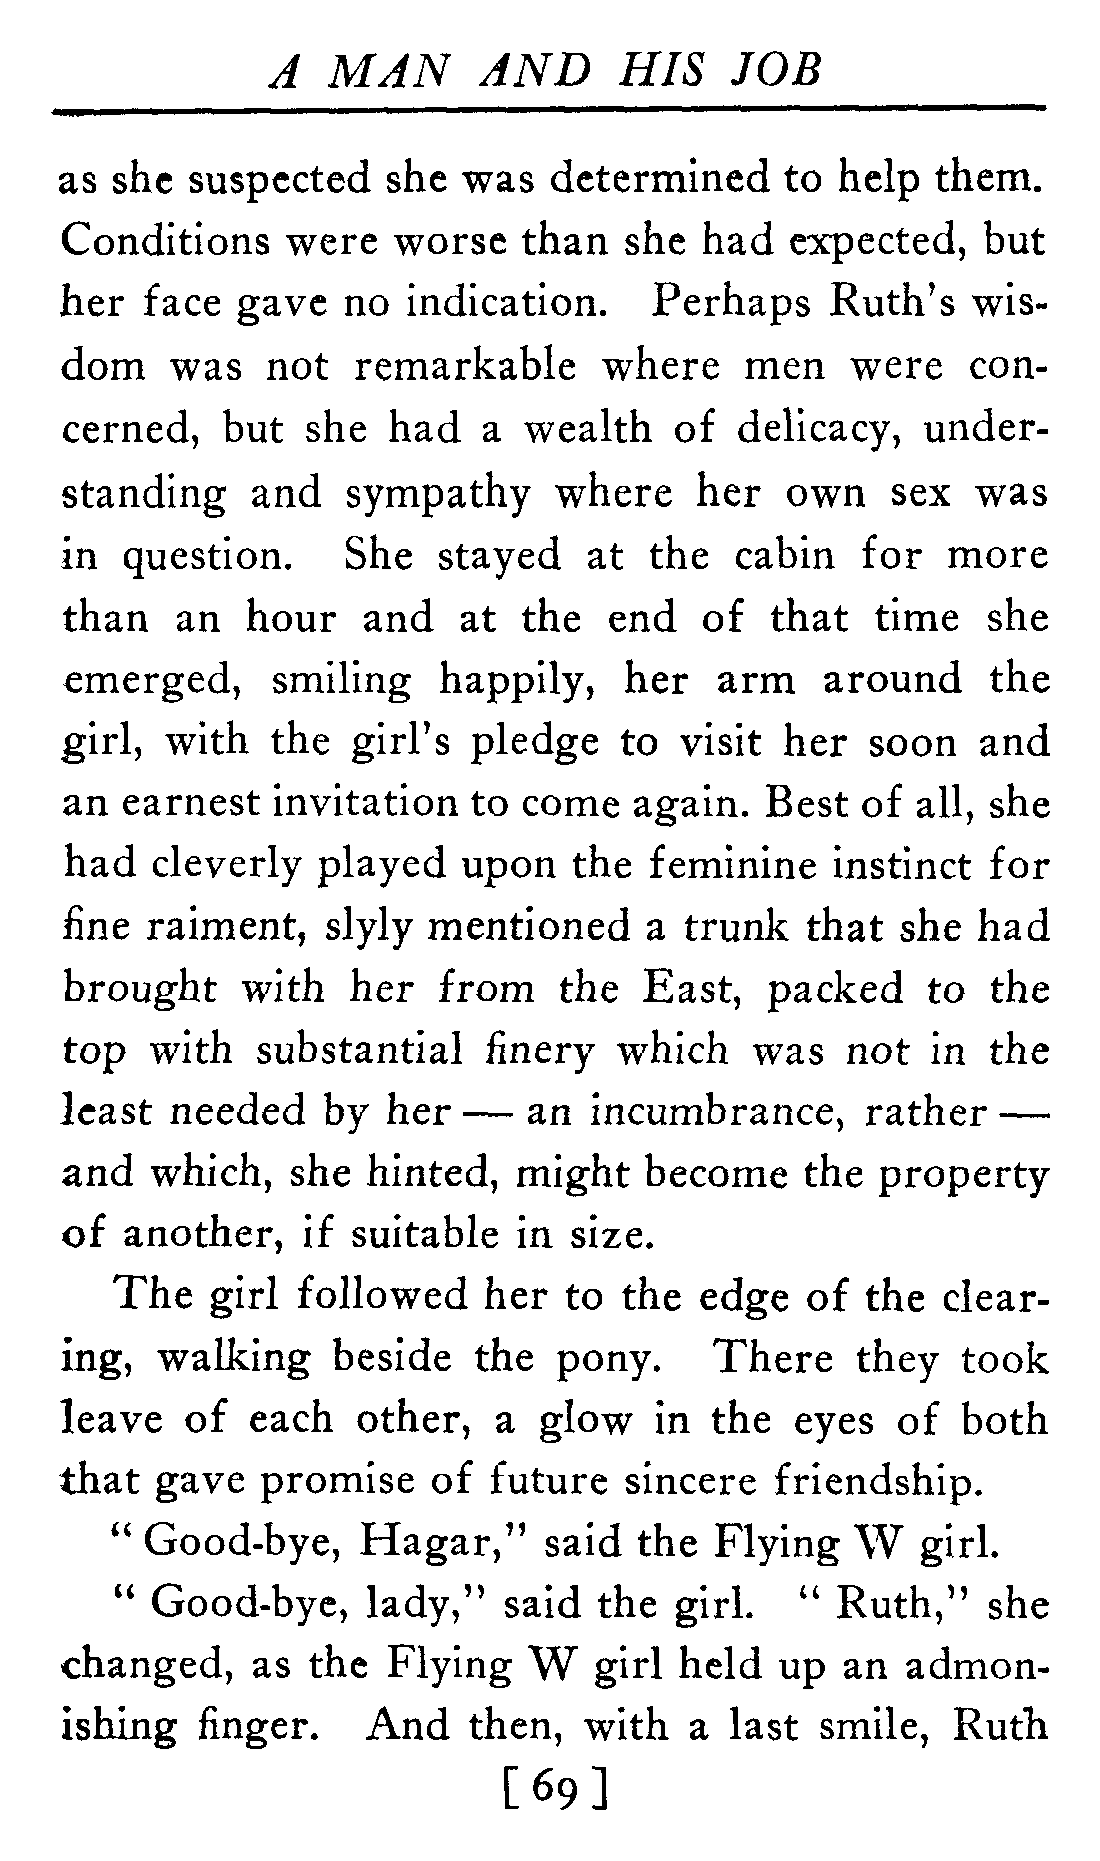 A MAN AND HIS JOB
as she suspected she was determined to help them.
Conditions were worse than she had expected, but
her face gave no indication. Perhaps Ruth's wis-
dom was not remarkable where men were con-
cerned, but she had a wealth of delicacy, under-
standing and sympathy where her own sex was
in question. She stayed at the cabin for more
than an hour and at the end of that time she
emerged, smiling happily, her arm around the
girl, with the girl's pledge to visit her soon and
an earnest invitation to come again. Best of all, she
had cleverly played upon the feminine instinct for
fine raiment, slyly mentioned a trunk that she had
brought with her from the East, packed to the
top with substantial finery which was not in the
least needed by her — an incumbrance, rather —
and which, she hinted, might become the property
of another, if suitable in size.
The girl followed her to the edge of the clear-
ing, walking beside the pony. There they took
leave of each other, a glow in the eyes of both
that gave promise of future sincere friendship.
" Good-bye, Hagar," said the Flying W girl.
" Good-bye, lady," said the girl. " Ruth," she
changed, as the Flying W girl held up an admon-
ishing finger. And then, with a last smile, Ruth
[ 69 ]